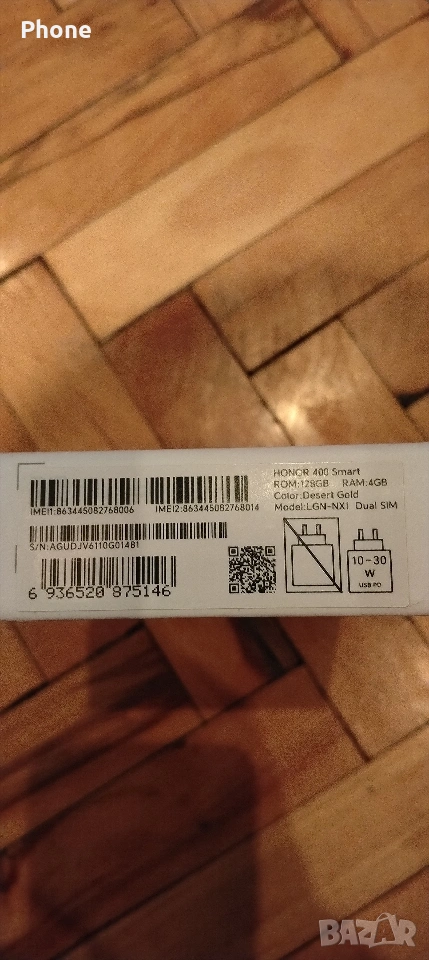 Phone
HONOR 400 Smart
ROM:128GB RAM:4GB
Color:Desert Gold
Model:LGN-NX1 Dual SIM
IMEI1:863445082768006 IMEI2:863445082768014
S/N:AGUDJV6110G01481
6 936520 875146
10-30
W
USB PD
BAZAR